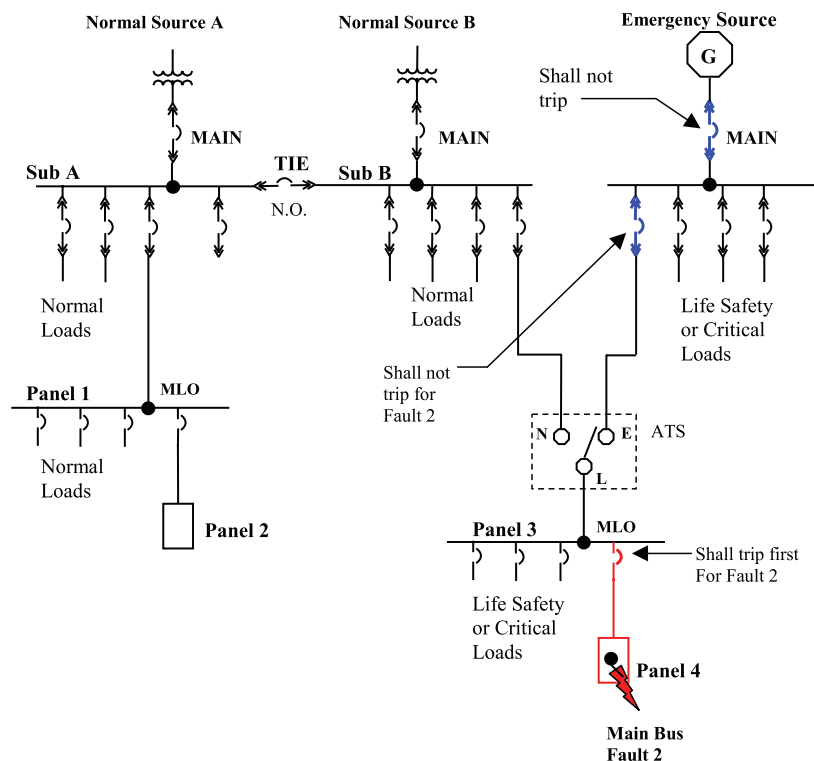 Normal Source A
Normal Source B
Emergency Source
G
Shall not
trip
MAIN
MAIN
MAIN
Sub A
TIE
N.O.
Sub B
Normal
Loads
Normal
Loads
Life Safety
or Critical
Loads
Shall not
trip for
Fault 2
Panel 1
MLO
Normal
Loads
Panel 2
N
E
ATS
L
Panel 3
MLO
Shall trip first
For Fault 2
Life Safety
or Critical
Loads
Panel 4
Main Bus
Fault 2